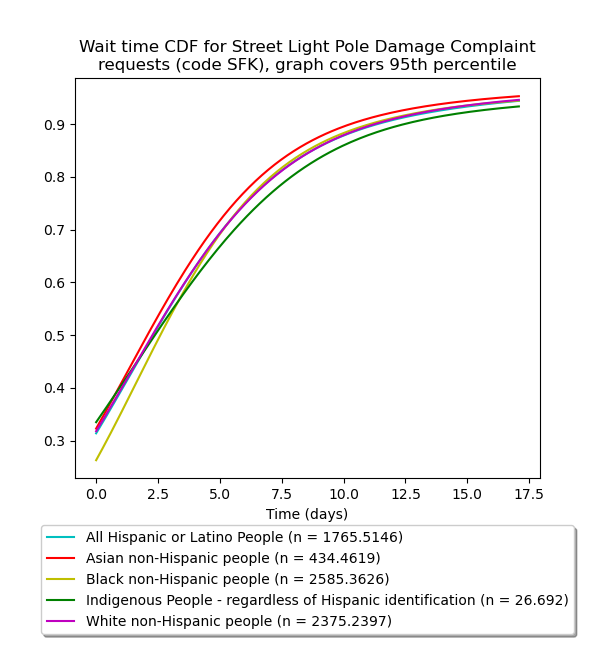 Wait time CDF for Street Light Pole Damage Complaint
requests (code SFK), graph covers 95th percentile
0.9
0.8
0.7
0.6
0.5
0.4
0.3
0.0 2.5 5.0 7.5 10.0 12.5 15.0 17.5
Time (days)
All Hispanic or Latino People (n = 1765.5146)
Asian non-Hispanic people (n = 434.4619)
Black non-Hispanic people (n = 2585.3626)
Indigenous People - regardless of Hispanic identification (n = 26.692)
White non-Hispanic people (n = 2375.2397)